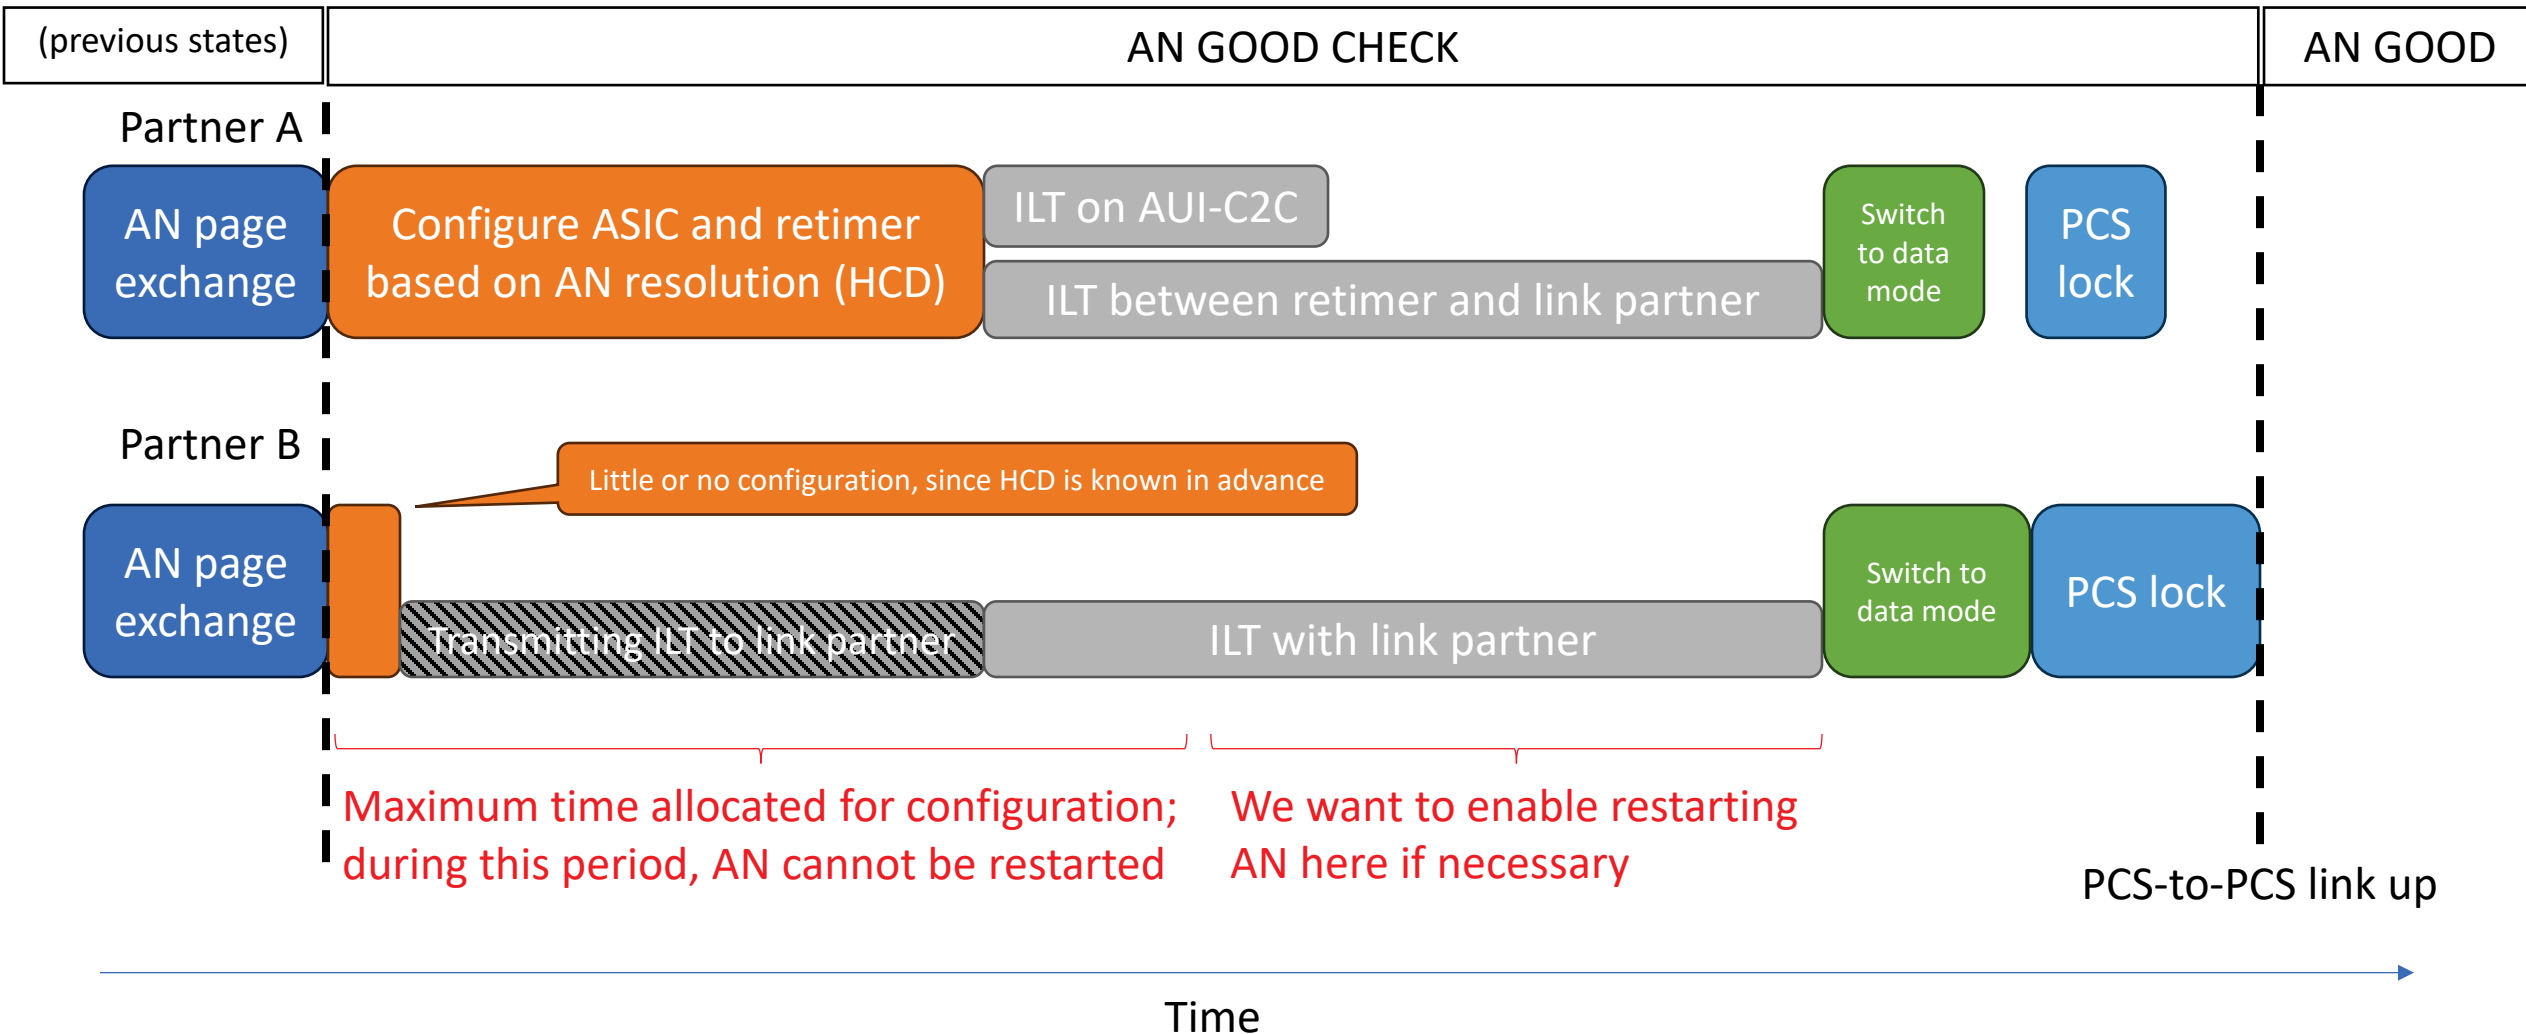 (previous states)
AN GOOD CHECK
AN GOOD
Partner A
AN page
exchange
Configure ASIC and retimer
based on AN resolution (HCD)
ILT on AUI-C2C
ILT between retimer and link partner
Switch
to data
mode
PCS
lock
Partner B
Little or no configuration, since HCD is known in advance
AN page
exchange
Transmitting ILT to link partner
ILT with link partner
Switch to
data mode
PCS lock
Maximum time allocated for configuration;
during this period, AN cannot be restarted
We want to enable restarting
AN here if necessary
PCS-to-PCS link up
Time